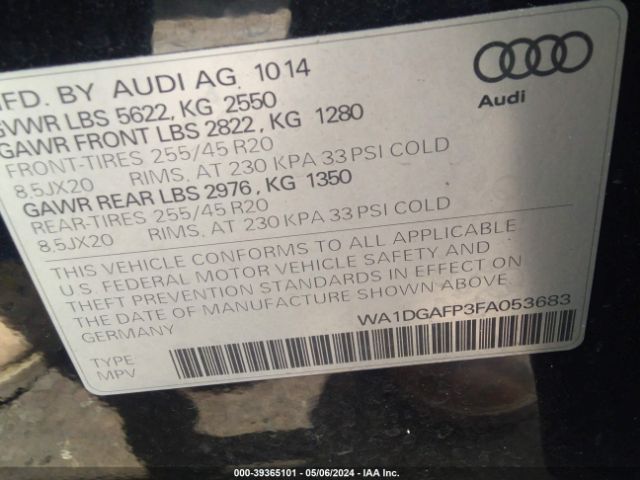 MFD. BY AUDI AG 1014
GVWR LBS 5622, KG 2550
GAWR FRONT LBS 2822, KG 1280
FRONT-TIRES 255/45 R20
8.5JX20 RIMS. AT 230 KPA 33 PSI COLD
GAWR REAR LBS 2976, KG 1350
REAR-TIRES 255/45 R20
8.5JX20 RIMS. AT 230 KPA 33 PSI COLD
Audi
THIS VEHICLE CONFORMS TO ALL APPLICABLE
U.S. FEDERAL MOTOR VEHICLE SAFETY AND
THEFT PREVENTION STANDARDS IN EFFECT ON
THE DATE OF MANUFACTURE SHOWN ABOVE
GERMANY
WA1DGAFP3FA053683
TYPE
MPV
000-39365101 - 05/06/2024 - IAA Inc.